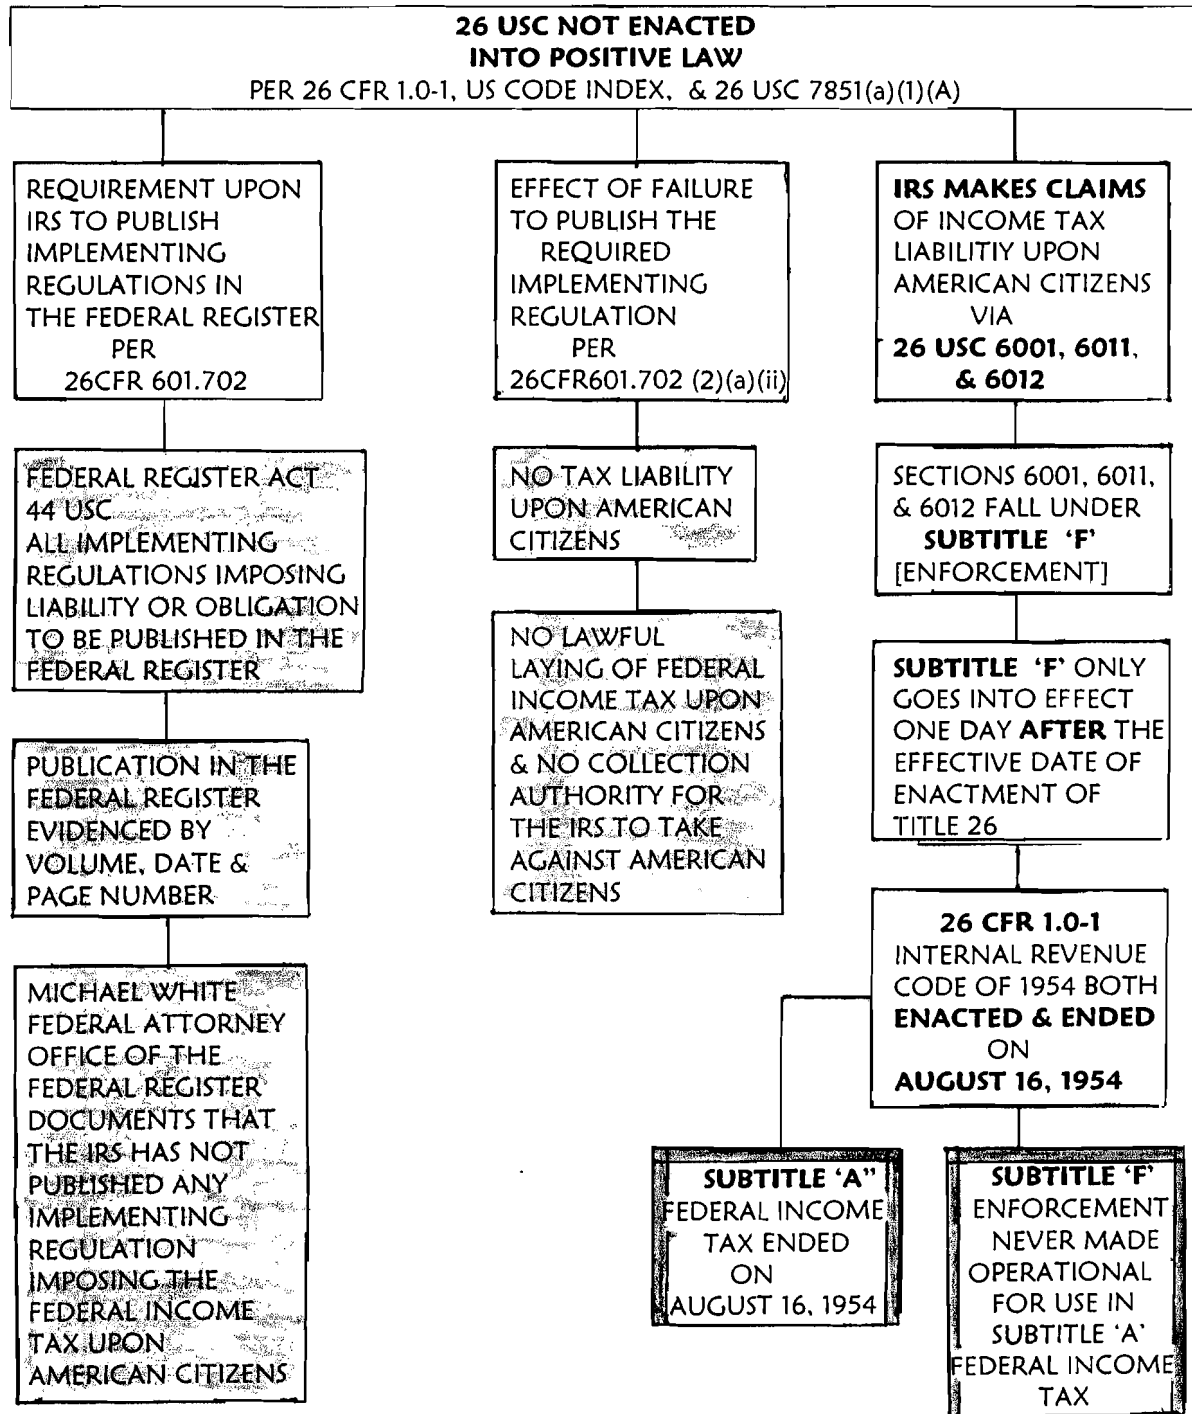 26 USC NOT ENACTED
INTO POSITIVE LAW
PER 26 CFR 1.0-1, US CODE INDEX, & 26 USC 7851(a)(1)(A)
REQUIREMENT UPON
IRS TO PUBLISH
IMPLEMENTING
REGULATIONS IN
THE FEDERAL REGISTER
PER
26CFR 601.702
FEDERAL REGISTER ACT
44 USC
ALL IMPLEMENTING
REGULATIONS IMPOSING
LIABILITY OR OBLIGATION
TO BE PUBLISHED IN THE
FEDERAL REGISTER
PUBLICATION IN THE
FEDERAL REGISTER
EVIDENCED BY
VOLUME, DATE &
PAGE NUMBER
MICHAEL WHITE
FEDERAL ATTORNEY
OFFICE OF THE
FEDERAL REGISTER
DOCUMENTS THAT
THE IRS HAS NOT
PUBLISHED ANY
IMPLEMENTING
REGULATION
IMPOSING THE
FEDERAL INCOME
TAX UPON
AMERICAN CITIZENS
EFFECT OF FAILURE
TO PUBLISH THE
REQUIRED
IMPLEMENTING
REGULATION
PER
26CFR601.702 (2)(a)(ii)
NO TAX LIABILITY
UPON AMERICAN
CITIZENS
NO LAWFUL
LAYING OF FEDERAL
INCOME TAX UPON
AMERICAN CITIZENS
& NO COLLECTION
AUTHORITY FOR
THE IRS TO TAKE
AGAINST AMERICAN
CITIZENS
IRS MAKES CLAIMS
OF INCOME TAX
LIABILITIY UPON
AMERICAN CITIZENS
VIA
26 USC 6001, 6011,
& 6012
SECTIONS 6001, 6011,
& 6012 FALL UNDER
SUBTITLE ‘F’
[ENFORCEMENT]
SUBTITLE ‘F’ ONLY
GOES INTO EFFECT
ONE DAY AFTER THE
EFFECTIVE DATE OF
ENACTMENT OF
TITLE 26
26 CFR 1.0-1
INTERNAL REVENUE
CODE OF 1954 BOTH
ENACTED & ENDED
ON
AUGUST 16, 1954
SUBTITLE ‘A”
FEDERAL INCOME
TAX ENDED
ON
AUGUST 16, 1954
SUBTITLE ‘F’
ENFORCEMENT
NEVER MADE
OPERATIONAL
FOR USE IN
SUBTITLE ‘A’
FEDERAL INCOME
TAX